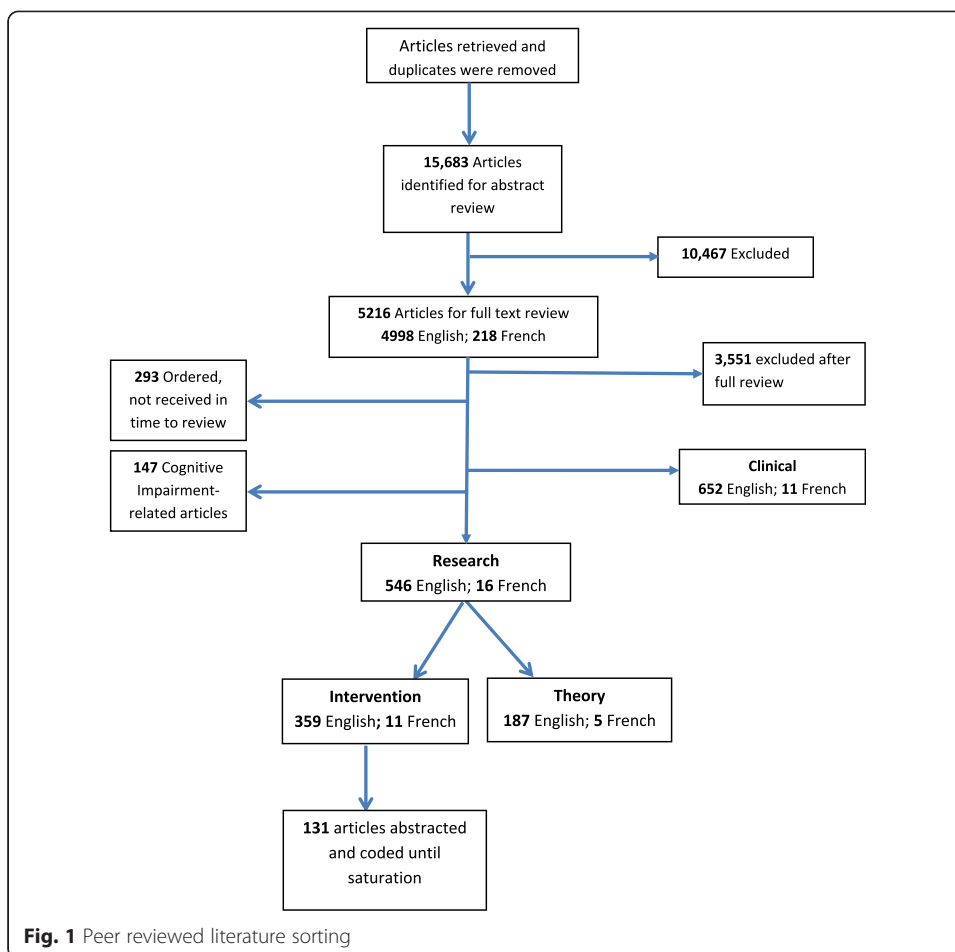 Articles retrieved and
duplicates were removed
15,683 Articles
identified for abstract
review
10,467 Excluded
5216 Articles for full text review
4998 English; 218 French
3,551 excluded after
full review
293 Ordered,
not received in
time to review
147 Cognitive
Impairment-
related articles
Clinical
652 English; 11 French
Research
546 English; 16 French
Intervention
359 English; 11 French
Theory
187 English; 5 French
131 articles abstracted
and coded until
saturation
Fig. 1 Peer reviewed literature sorting